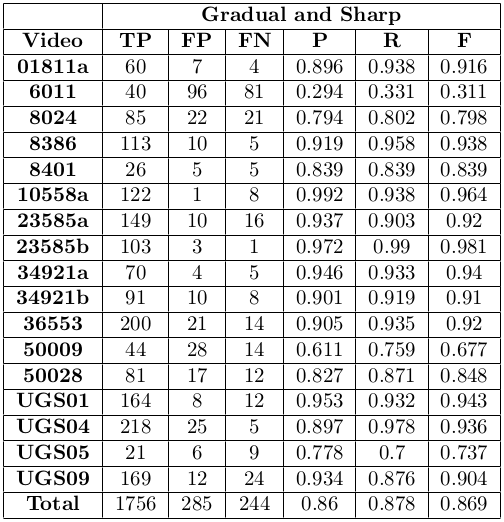 Gradual and Sharp
Video TP FP FN P R F
01811a 60 7 4 0.896 0.938 0.916
6011 40 96 81 0.294 0.331 0.311
8024 85 22 21 0.794 0.802 0.798
8386 113 10 5 0.919 0.958 0.938
8401 26 5 5 0.839 0.839 0.839
10558a 122 1 8 0.992 0.938 0.964
23585a 149 10 16 0.937 0.903 0.92
23585b 103 3 1 0.972 0.99 0.981
34921a 70 4 5 0.946 0.933 0.94
34921b 91 10 8 0.901 0.919 0.91
36553 200 21 14 0.905 0.935 0.92
50009 44 28 14 0.611 0.759 0.677
50028 81 17 12 0.827 0.871 0.848
UGS01 164 8 12 0.953 0.932 0.943
UGS04 218 25 5 0.897 0.978 0.936
UGS05 21 6 9 0.778 0.7 0.737
UGS09 169 12 24 0.934 0.876 0.904
Total 1756 285 244 0.86 0.878 0.869